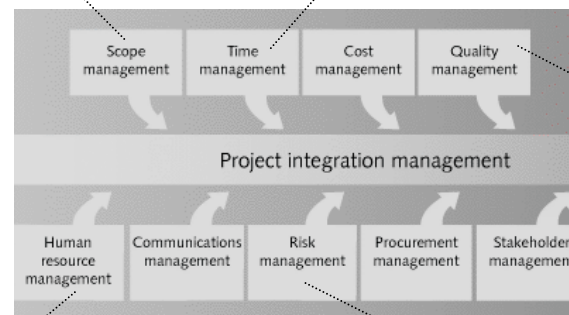 Scope
management
Time
management
Cost
management
Quality
management
Project integration management
Human
resource
management
Communications
management
Risk
management
Procurement
management
Stakeholder
managemen